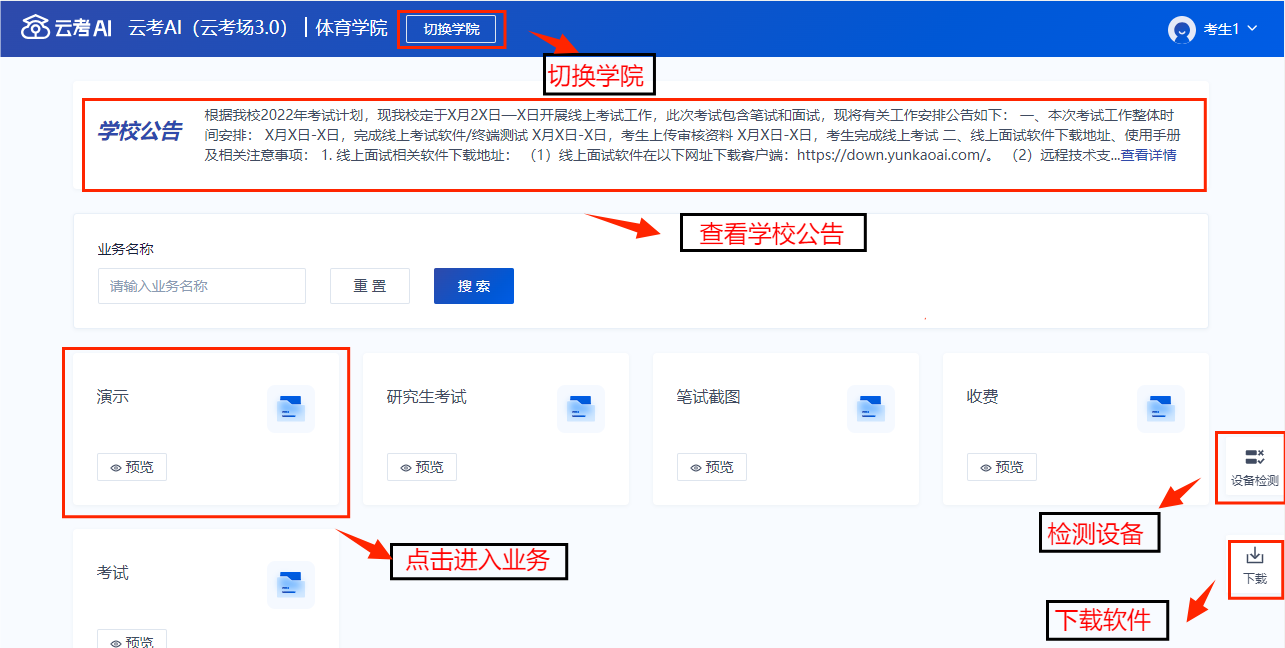 云考AI 云考AI（云考场3.0） 体育学院 切换学院 考生1
切换学院
学校公告
根据我校2022年考试计划，现我校定于X月2X日—X日开展线上考试工作，此次考试包含笔试和面试，现将有关工作安排公告如下： 一、本次考试工作整体时
间安排： X月X日-X日，完成线上考试软件/终端测试 X月X日-X日，考生上传审核资料 X月X日-X日，考生完成线上考试 二、线上面试软件下载地址、使用手册
及相关注意事项： 1. 线上面试相关软件下载地址： （1）线上面试软件在以下网址下载客户端：https://down.yunkaoai.com/。 （2）远程技术支...查看详情
查看学校公告
业务名称
请输入业务名称 重 置 搜 索
演示 研究生考试 笔试截图 收费
预览 预览 预览 预览
设备检测
检测设备
点击进入业务
下载
考试
下载软件
预览